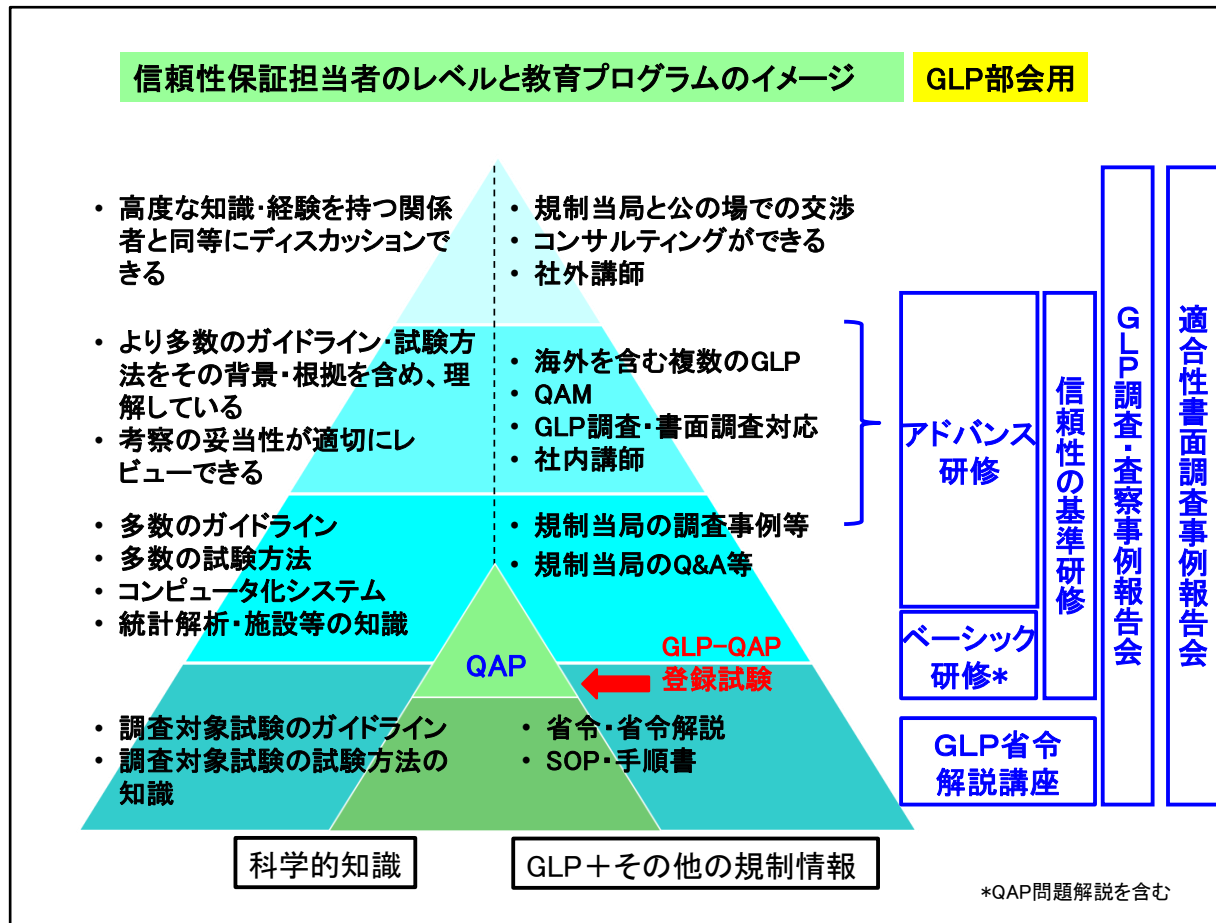 信頼性保証担当者のレベルと教育プログラムのイメージ
GLP部会用
・ 高度な知識・経験を持つ関係
者と同等にディスカッションで
きる
・ 規制当局と公の場での交渉
・ コンサルティングができる
・ 社外講師
・ より多数のガイドライン・試験方
法をその背景・根拠を含め、理
解している
・ 考察の妥当性が適切にレ
ビューできる
・ 海外を含む複数のGLP
・ QAM
・ GLP調査・書面調査対応
・ 社内講師
・ 多数のガイドライン
・ 多数の試験方法
・ コンピュータ化システム
・ 統計解析・施設等の知識
・ 規制当局の調査事例等
・ 規制当局のQ&A等
QAP
GLP-QAP
登録試験
・ 調査対象試験のガイドライン
・ 調査対象試験の試験方法の
知識
・ 省令・省令解説
・ SOP・手順書
科学的知識
GLP+その他の規制情報
アドバンス
研修
ベーシック
研修*
GLP省令
解説講座
信頼性の基準研修
GLP調査・査察事例報告会
適合性書面調査事例報告会
*QAP問題解説を含む